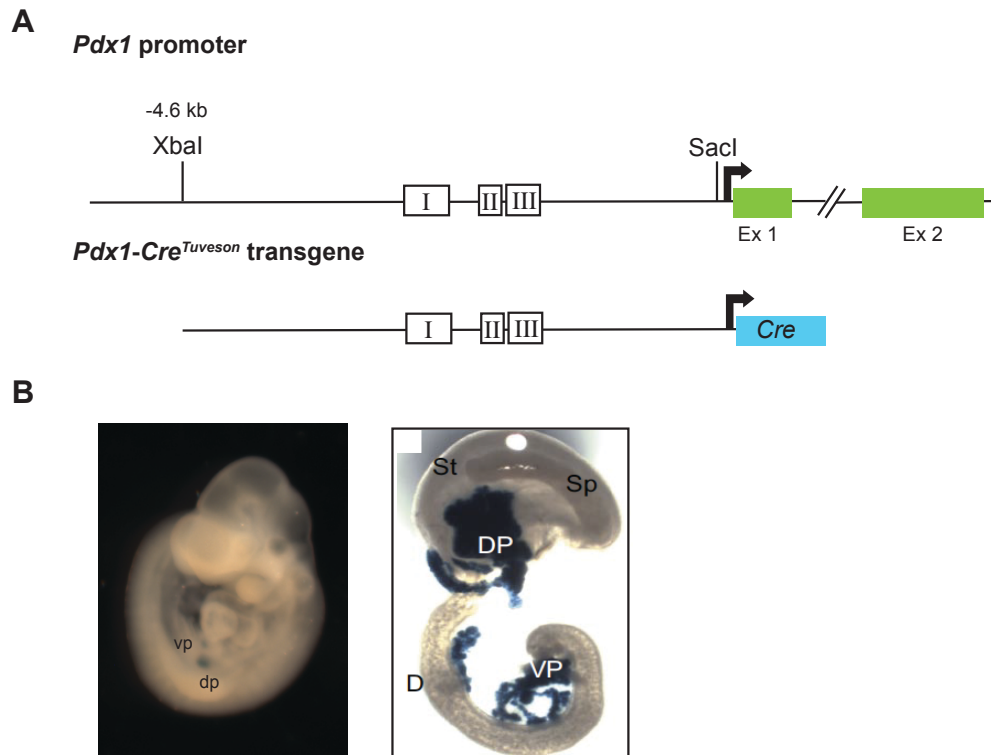 A
Pdx1 promoter
-4.6 kb
XbaI
SacI
I II III
Ex 1 Ex 2
Pdx1-CreTuveson transgene
I II III
Cre
B
vp
dp
St
Sp
DP
VP
D